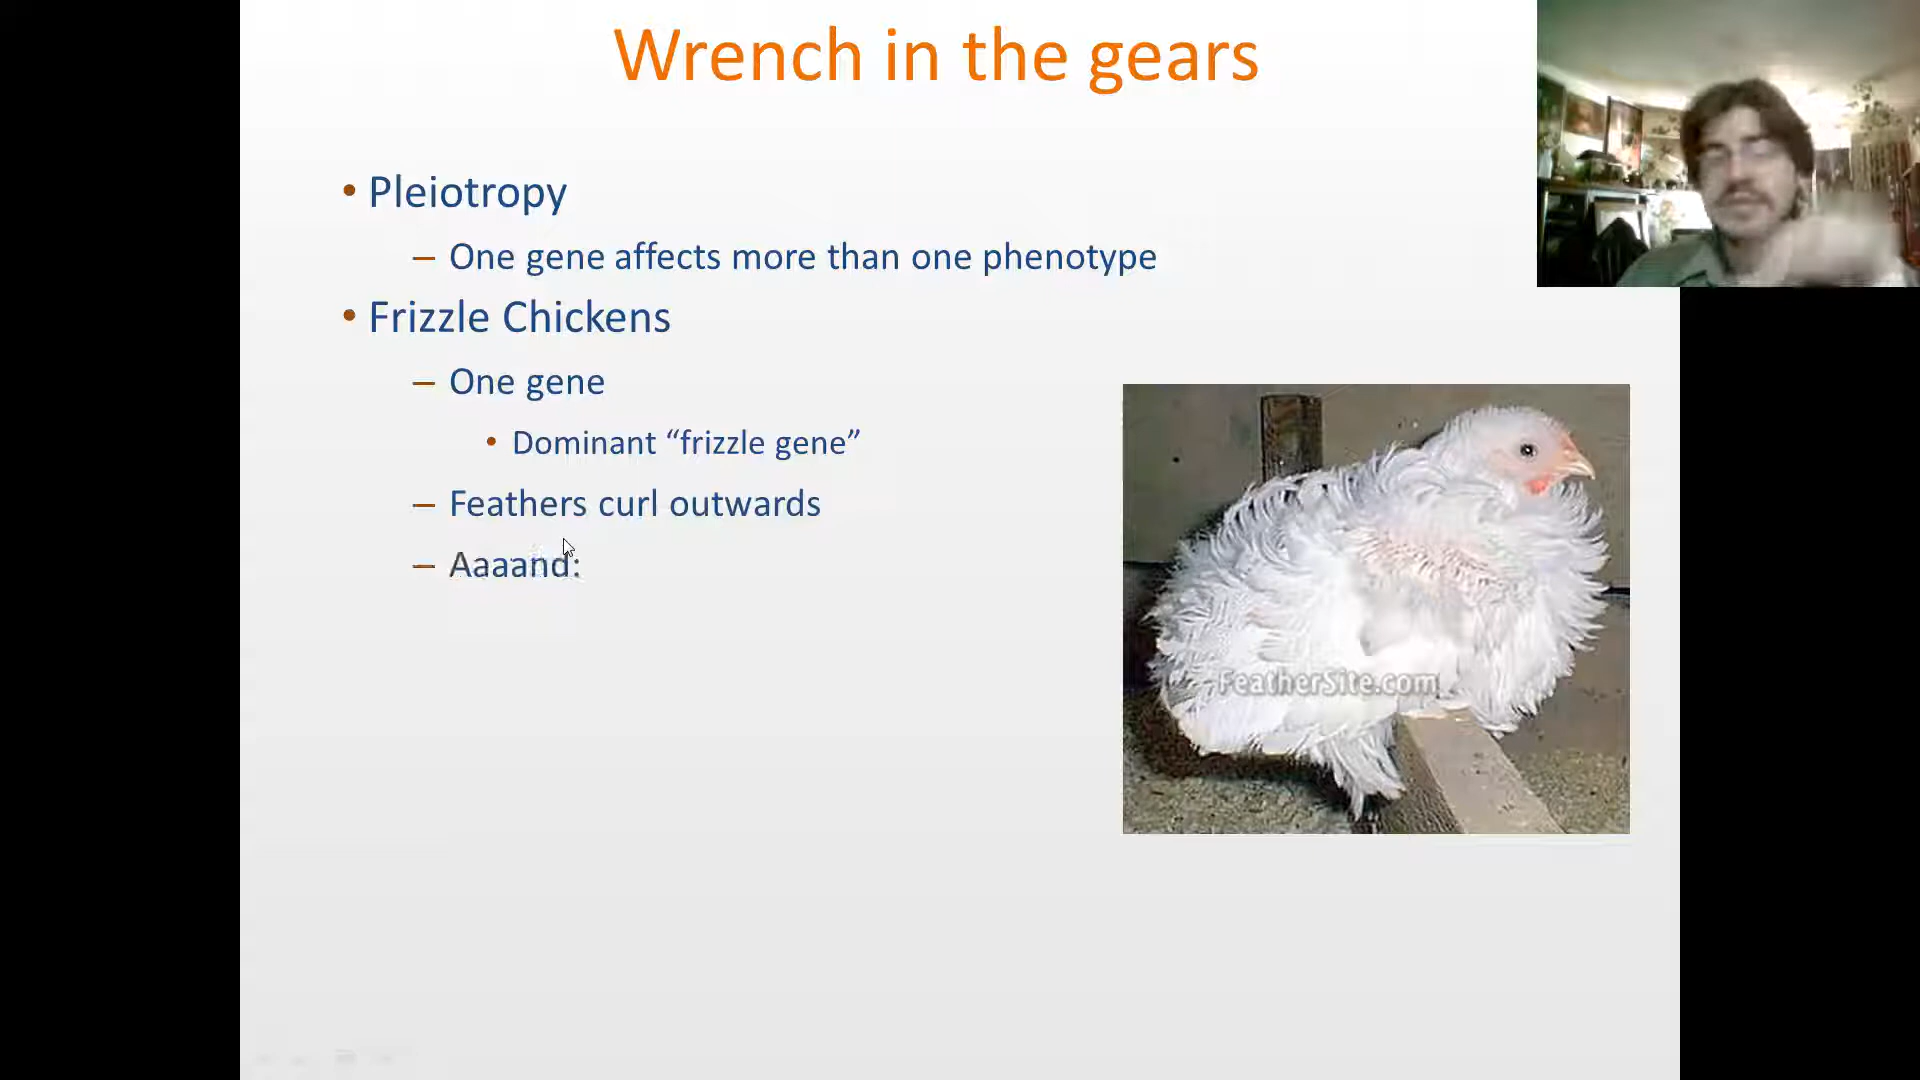 Wrench in the gears
• Pleiotropy
– One gene affects more than one phenotype
• Frizzle Chickens
– One gene
• Dominant “frizzle gene”
– Feathers curl outwards
– Aaaand:
FeatherSite.com